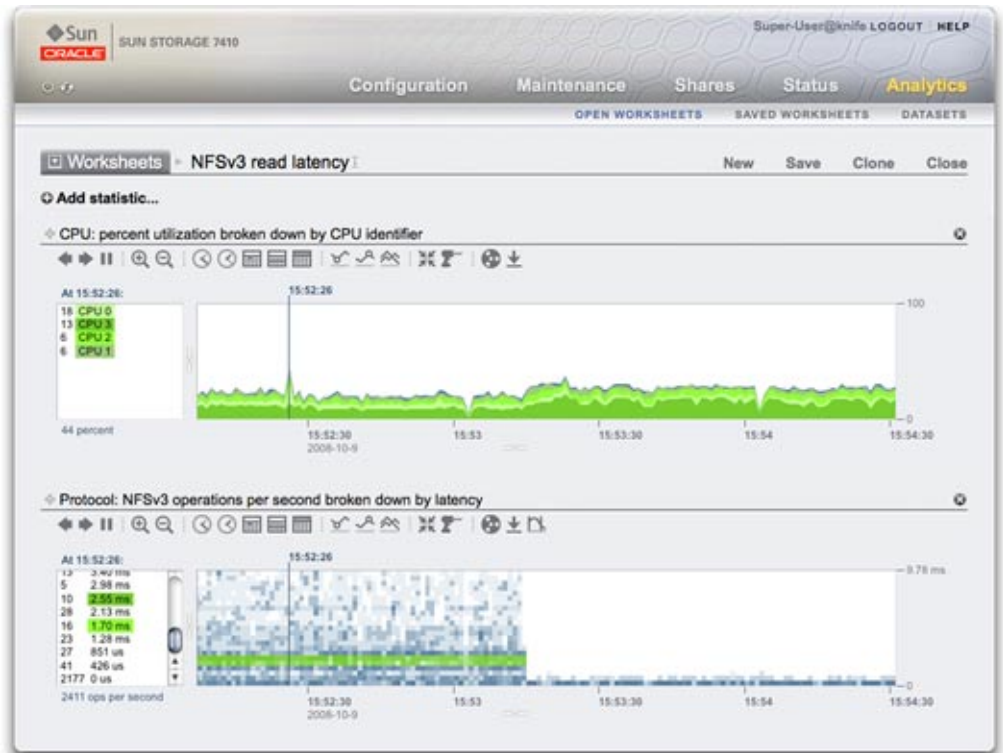 Sun
ORACLE
SUN STORAGE 7410
Super-User@knife LOGOUT HELP
Configuration Maintenance Shares Status Analytics
OPEN WORKSHEETS SAVED WORKSHEETS DATASETS
Worksheets NFSv3 read latency
New Save Clone Close
Add statistic...
CPU: percent utilization broken down by CPU identifier
At 15:52:26:
15:52:26
18 CPU 0
13 CPU 3
6 CPU 2
6 CPU 1
44 percent
100
0
15:52:30 15:53 15:53:30 15:54 15:54:30
2008-10-9
Protocol: NFSv3 operations per second broken down by latency
At 15:52:26:
15:52:26
13 3.40 ms
5 2.98 ms
10 2.55 ms
28 2.13 ms
16 1.70 ms
23 1.28 ms
27 851 us
41 426 us
2177 0 us
2411 ops per second
9.78 ms
0
15:52:30 15:53 15:53:30 15:54 15:54:30
2008-10-9